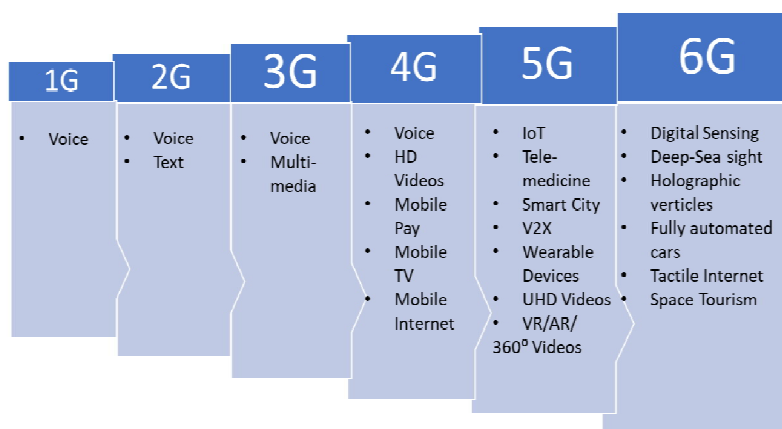 1G
• Voice
2G
• Voice
• Text
3G
• Voice
• Multi-
media
4G
• Voice
• HD
Videos
• Mobile
Pay
• Mobile
TV
• Mobile
Internet
5G
• IoT
• Tele-
medicine
• Smart City
• V2X
• Wearable
Devices
• UHD Videos
• VR/AR/
360⁰ Videos
6G
• Digital Sensing
• Deep-Sea sight
• Holographic
verticles
• Fully automated
cars
• Tactile Internet
• Space Tourism